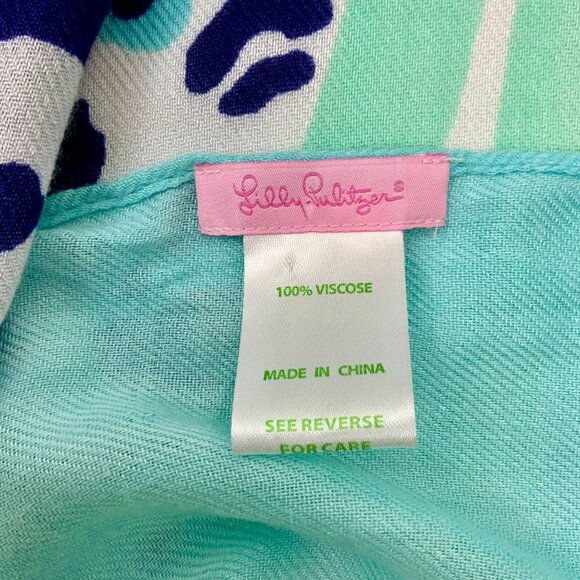 Lilly Pulitzer®
100% VISCOSE
MADE IN CHINA
SEE REVERSE
FOR CARE